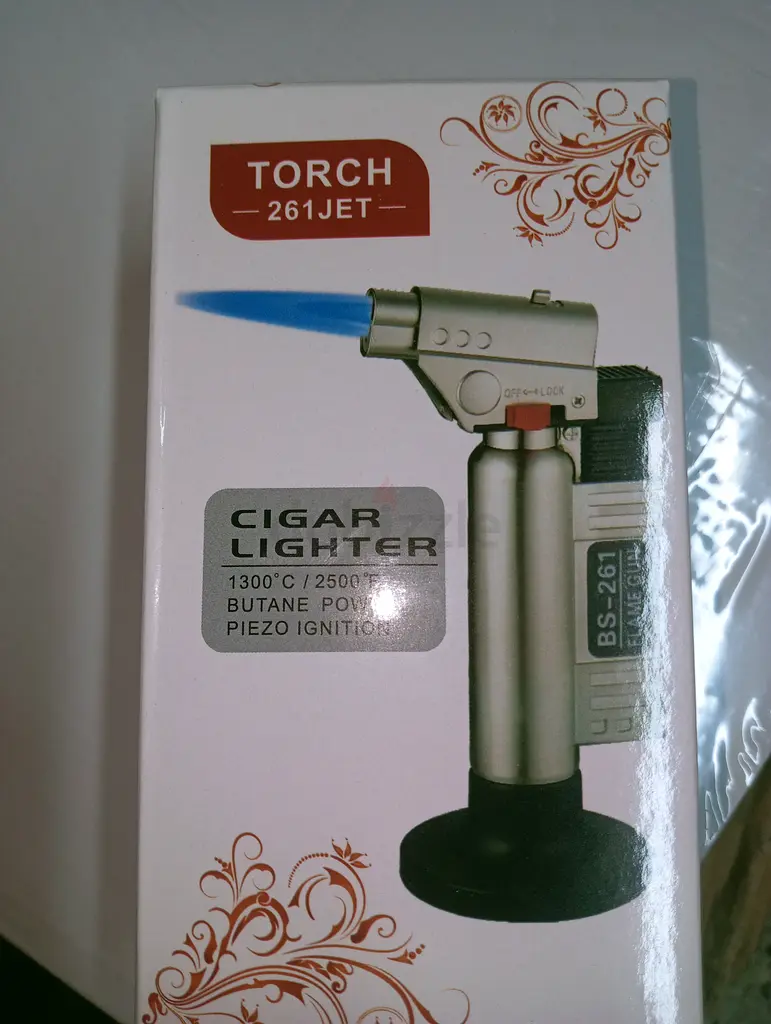 TORCH
261JET
OFF LOCK
CIGAR
LIGHTER
1300°C / 2500°F
BUTANE POW
PIEZO IGNITION
BS-261
FLAME GUN